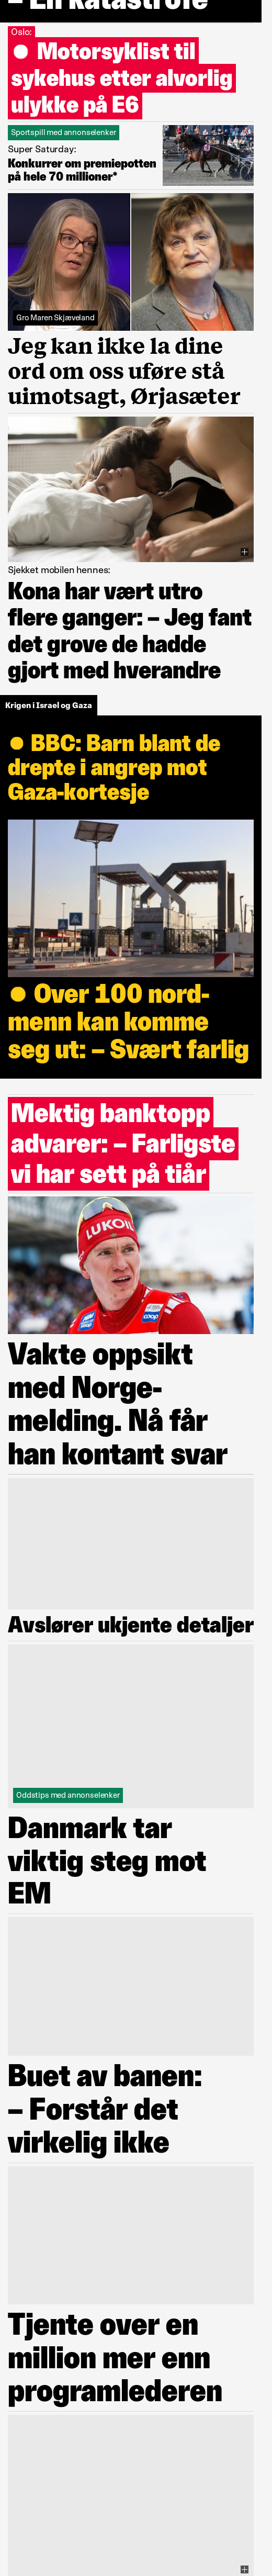 – En katastrofe
Oslo:
● Motorsyklist til
sykehus etter alvorlig
ulykke på E6
Sportspill med annonselenker
Super Saturday:
Konkurrer om premiepotten
på hele 70 millioner*
Gro Maren Skjæveland
Jeg kan ikke la dine
ord om oss uføre stå
uimotsagt, Ørjasæter
Sjekket mobilen hennes:
Kona har vært utro
flere ganger: – Jeg fant
det grove de hadde
gjort med hverandre
Krigen i Israel og Gaza
● BBC: Barn blant de
drepte i angrep mot
Gaza-kortesje
● Over 100 nord-
menn kan komme
seg ut: – Svært farlig
Mektig banktopp
advarer: – Farligste
vi har sett på tiår
LUKOIL
coop
Vakte oppsikt
med Norge-
melding. Nå får
han kontant svar
Avslører ukjente detaljer
Oddstips med annonselenker
Danmark tar
viktig steg mot
EM
Buet av banen:
– Forstår det
virkelig ikke
Tjente over en
million mer enn
programlederen